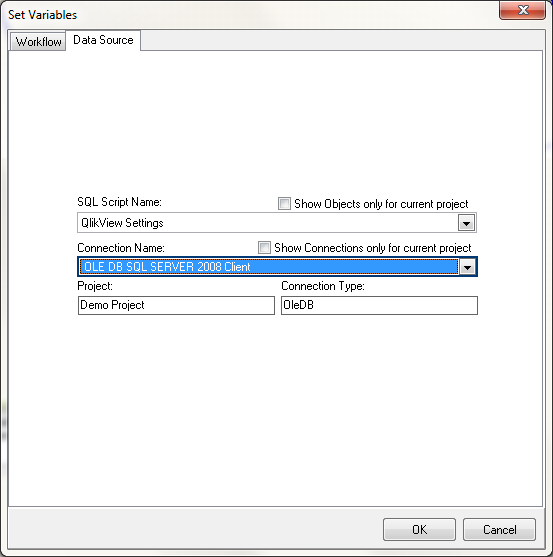 Set Variables
Workflow
Data Source
SQL Script Name:
Show Objects only for current project
QlikView Settings
Connection Name:
Show Connections only for current project
OLE DB SQL SERVER 2008 Client
Project:
Connection Type:
Demo Project
OleDB
OK
Cancel